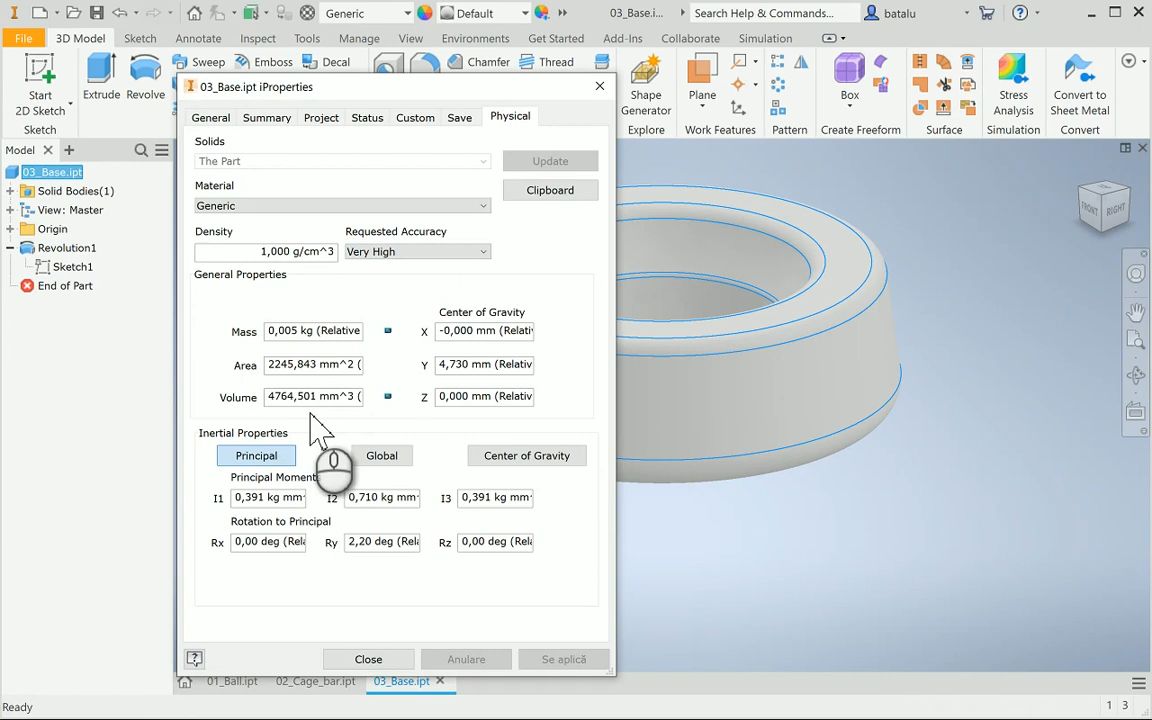 Generic
Default
03_Base.i...
Search Help & Commands...
batalu
File
3D Model
Sketch
Annotate
Inspect
Tools
Manage
View
Environments
Get Started
Add-Ins
Collaborate
Simulation
Start
2D Sketch
Extrude
Revolve
Sweep
Emboss
Decal
Chamfer
Thread
Shape
Generator
Plane
Box
Stress
Analysis
Convert to
Sheet Metal
Sketch
Explore
Work Features
Pattern
Create Freeform
Surface
Simulation
Convert
Model
03_Base.ipt
Solid Bodies(1)
View: Master
Origin
Revolution1
Sketch1
End of Part
03_Base.ipt iProperties
General
Summary
Project
Status
Custom
Save
Physical
Solids
The Part
Update
Material
Clipboard
Generic
Density
Requested Accuracy
1,000 g/cm^3
Very High
General Properties
Center of Gravity
Mass
0,005 kg (Relative
X
-0,000 mm (Relati
Area
2245,843 mm^2 (
Y
4,730 mm (Relativ
Volume
4764,501 mm^3 (
Z
0,000 mm (Relativ
Inertial Properties
Principal
Global
Center of Gravity
Principal Moment
I1
0,391 kg mm
I2
0,710 kg mm
I3
0,391 kg mm
Rotation to Principal
Rx
0,00 deg (Rela
Ry
2,20 deg (Rela
Rz
0,00 deg (Rela
Close
Anulare
Se aplică
FRONT
RIGHT
01_Ball.ipt
02_Cage_bar.ipt
03_Base.ipt
Ready
1
3